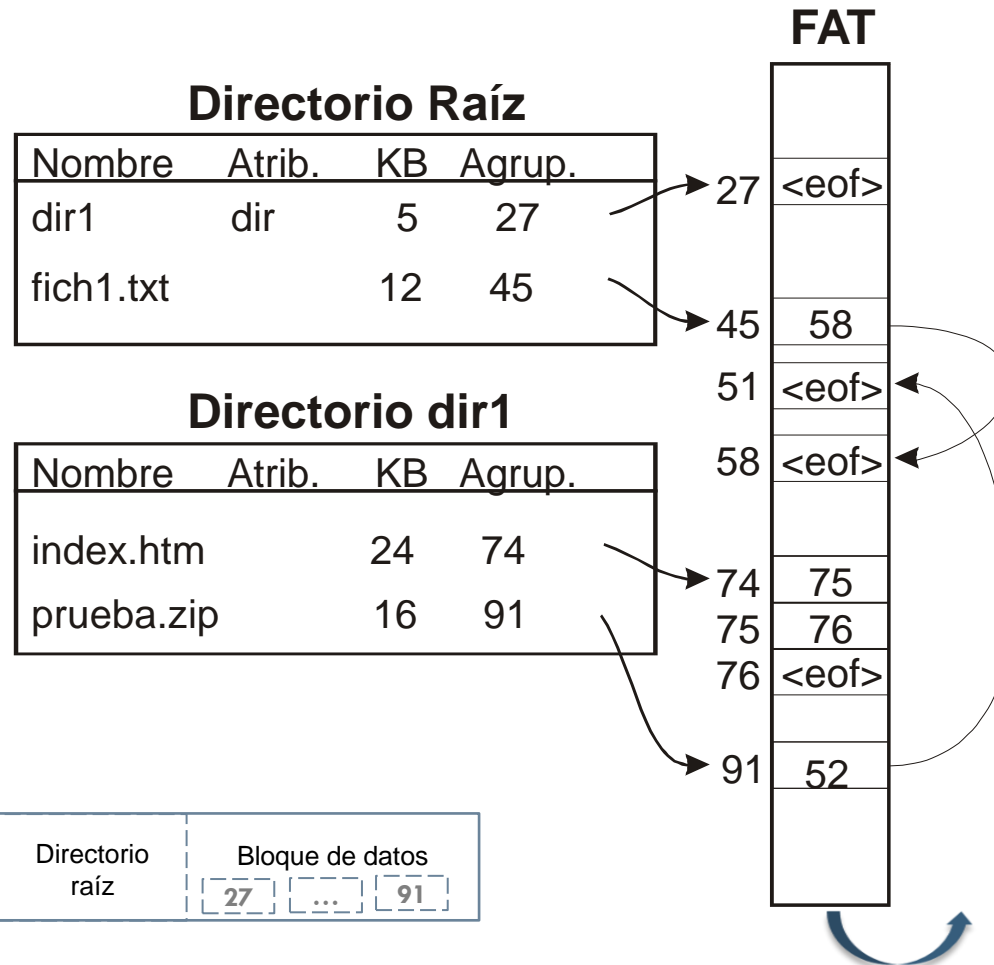 FAT
Directorio Raíz
Nombre Atrib. KB Agrup.
dir1 dir 5 27
fich1.txt 12 45
Directorio dir1
Nombre Atrib. KB Agrup.
index.htm 24 74
prueba.zip 16 91
27 <eof>
45 58
51 <eof>
58 <eof>
74 75
75 76
76 <eof>
91 52
Directorio
raíz
Bloque de datos
27 ... 91